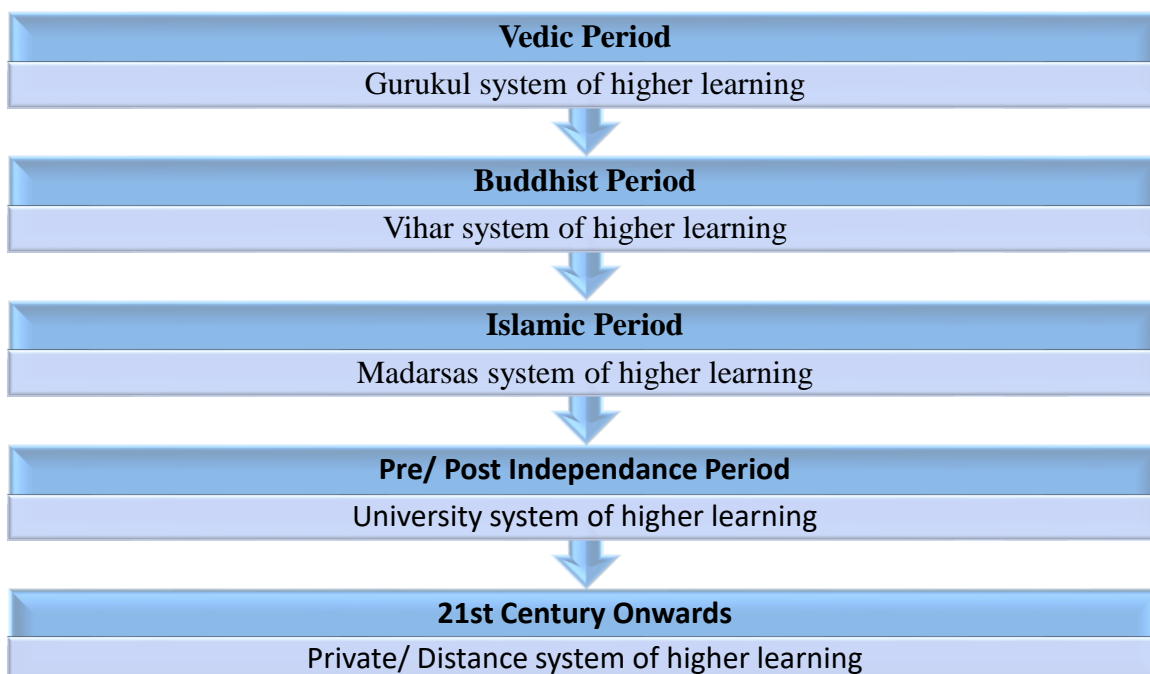 Vedic Period
Gurukul system of higher learning
Buddhist Period
Vihar system of higher learning
Islamic Period
Madarsas system of higher learning
Pre/ Post Independance Period
University system of higher learning
21st Century Onwards
Private/ Distance system of higher learning